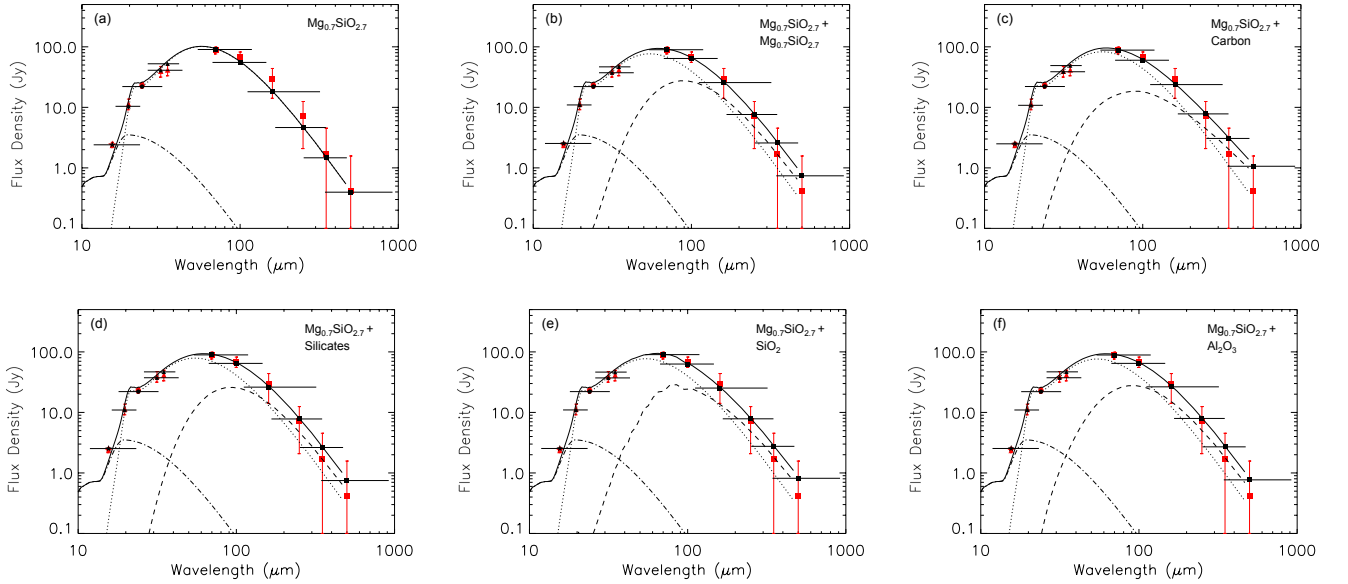 (a)
Mg0.7SiO2.7
100.0
10.0
1.0
0.1
Flux Density (Jy)
10
100
1000
Wavelength (μm)
(b)
Mg0.7SiO2.7 +
Mg0.7SiO2.7
100.0
10.0
1.0
0.1
Flux Density (Jy)
10
100
1000
Wavelength (μm)
(c)
Mg0.7SiO2.7 +
Carbon
100.0
10.0
1.0
0.1
Flux Density (Jy)
10
100
1000
Wavelength (μm)
(d)
Mg0.7SiO2.7 +
Silicates
100.0
10.0
1.0
0.1
Flux Density (Jy)
10
100
1000
Wavelength (μm)
(e)
Mg0.7SiO2.7 +
SiO2
100.0
10.0
1.0
0.1
Flux Density (Jy)
10
100
1000
Wavelength (μm)
(f)
Mg0.7SiO2.7 +
Al2O3
100.0
10.0
1.0
0.1
Flux Density (Jy)
10
100
1000
Wavelength (μm)